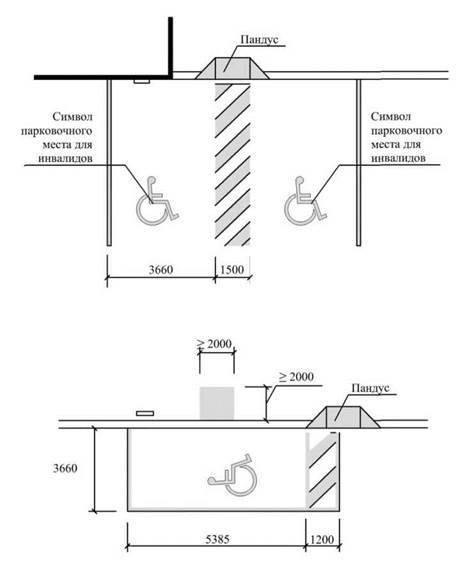 Пандус
Символ
парковочного
места для
инвалидов
Символ
парковочного
места для
инвалидов
3660
1500
≥ 2000
≥ 2000
Пандус
3660
5385
1200